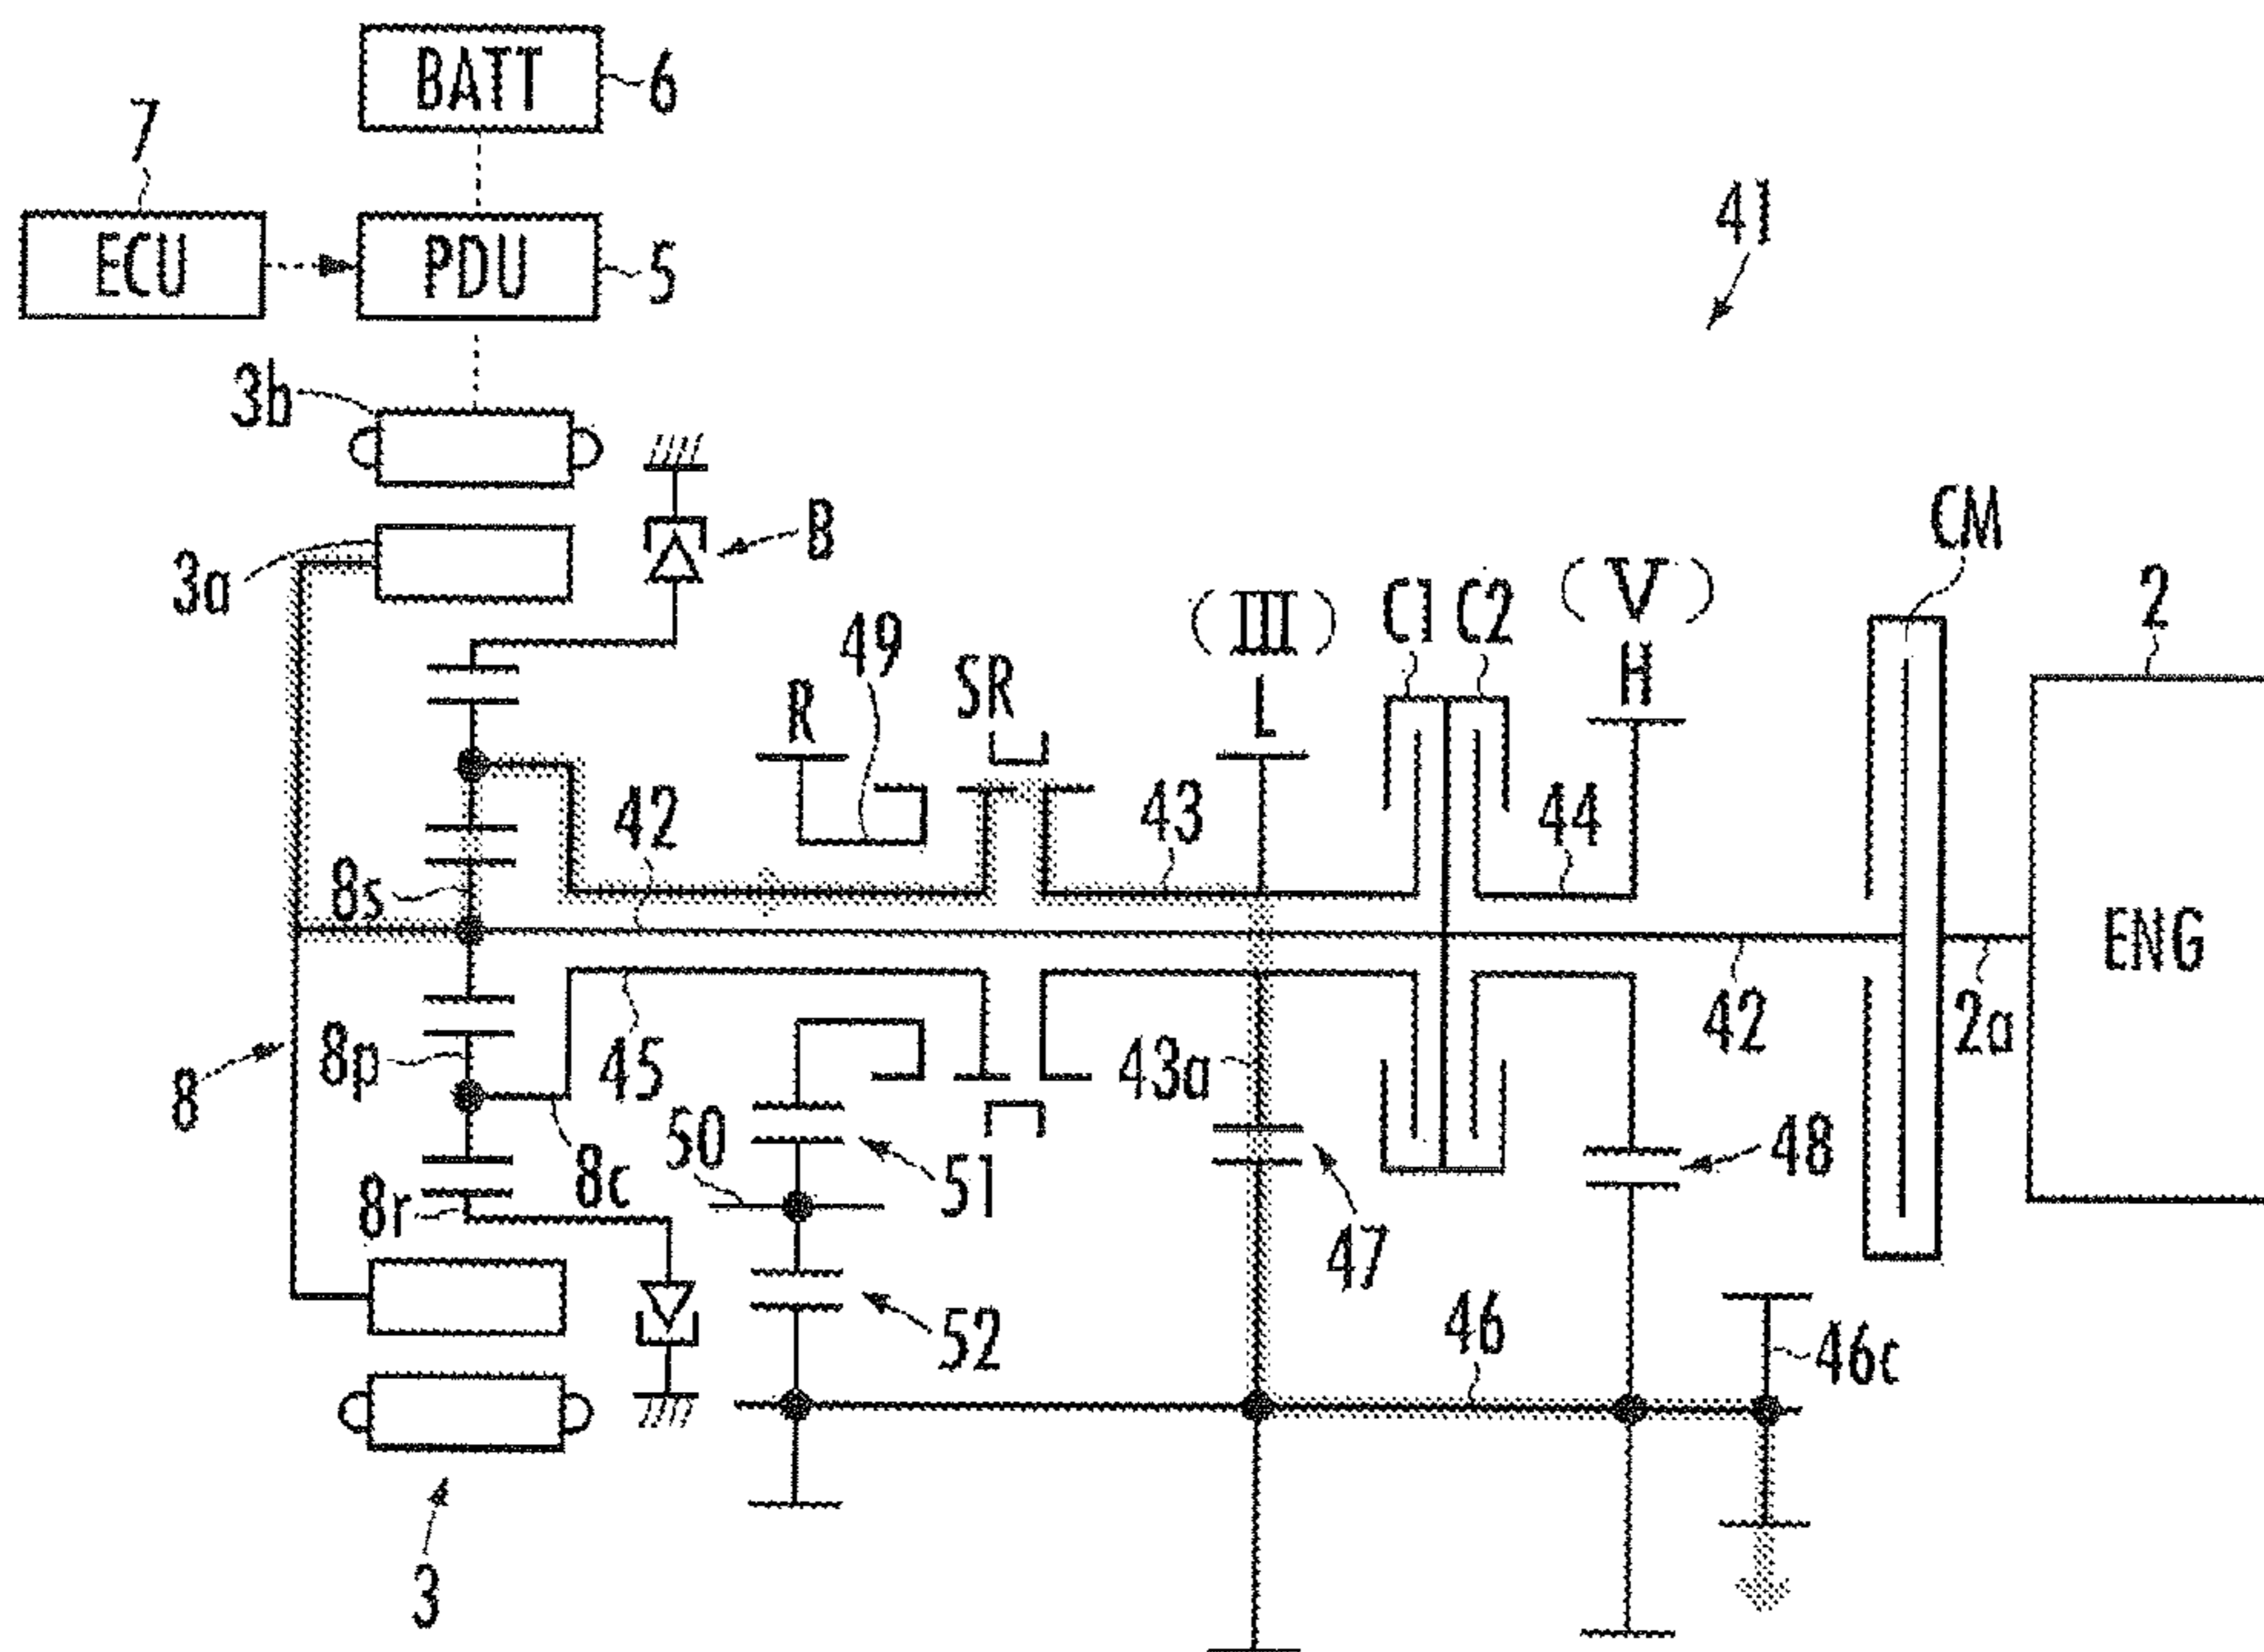 BATT
6
7
ECU
PDU
5
41
3b
B
CM
3a
(III)
C1
C2
(V)
2
49
SR
R
L
H
42
43
44
8s
ENG
42
2a
8
8p
45
43a
50
51
8c
48
8r
47
52
46
46c
3